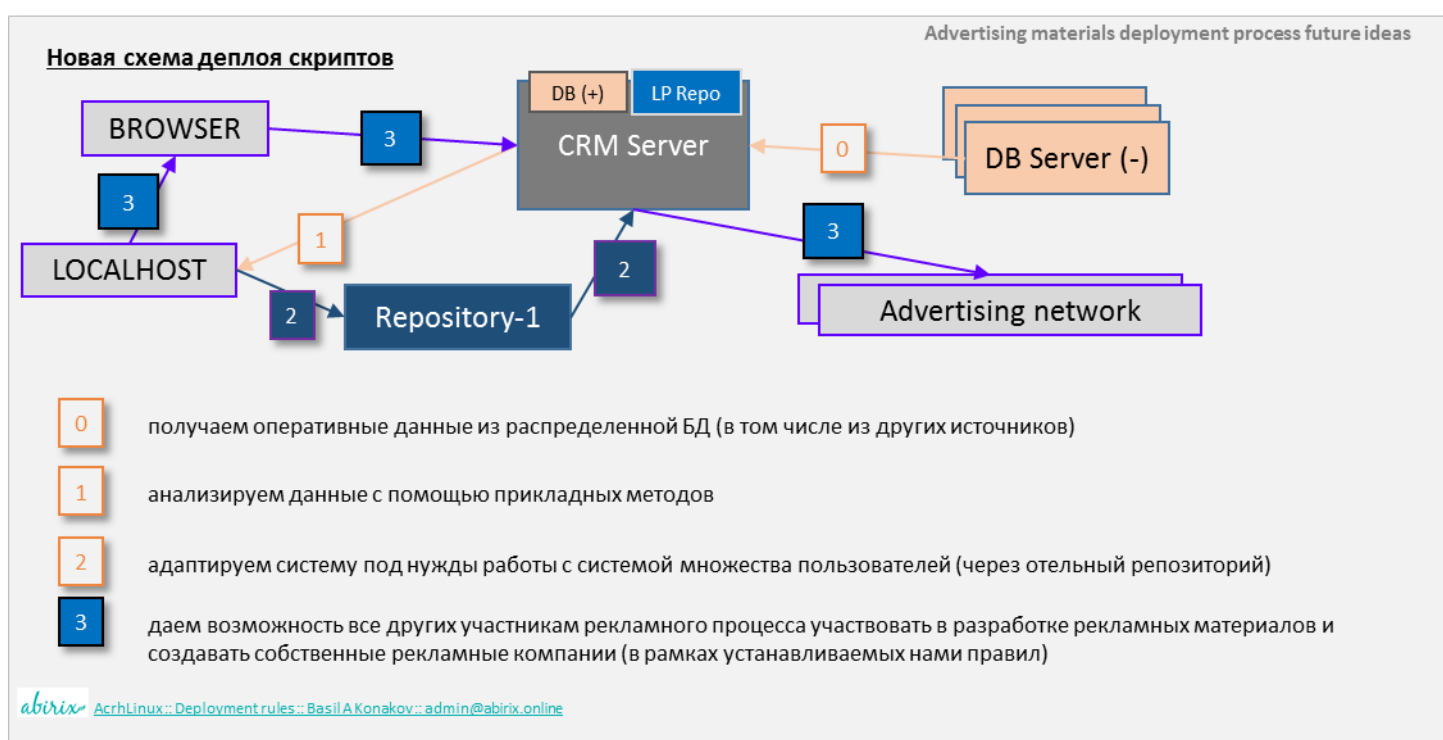 Advertising materials deployment process future ideas
Новая схема деплоя скриптов
DB (+)
LP Repo
BROWSER
3
CRM Server
0
DB Server (-)
3
1
3
LOCALHOST
2
2
Repository-1
Advertising network
0
получаем оперативные данные из распределенной БД (в том числе из других источников)
1
анализируем данные с помощью прикладных методов
2
адаптируем систему под нужды работы с системой множества пользователей (через отельный репозиторий)
3
даем возможность все других участникам рекламного процесса участвовать в разработке рекламных материалов и
создавать собственные рекламные компании (в рамках устанавливаемых нами правил)
abirix
AcrhLinux :: Deployment rules :: Basil A Konakov :: admin@abirix.online